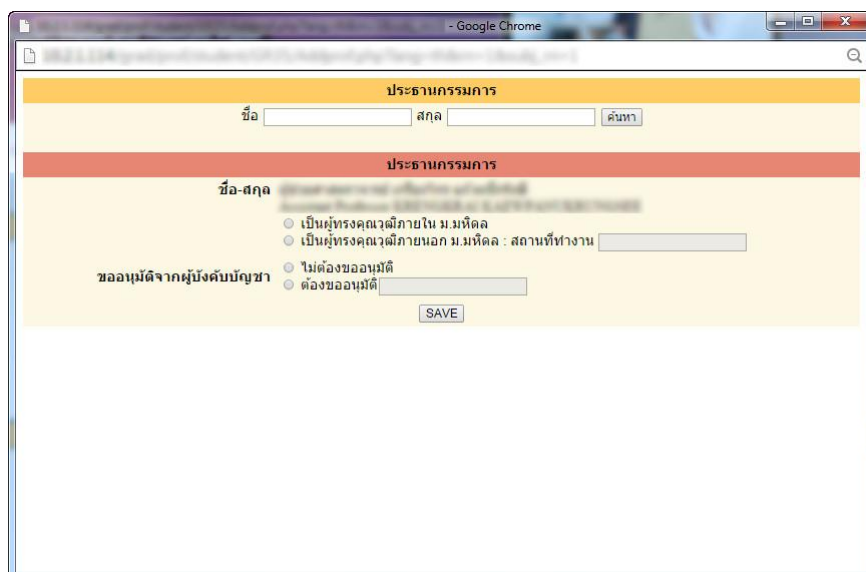 - Google Chrome
ประธานกรรมการ
ชื่อ สกุล ค้นหา
ประธานกรรมการ
ชื่อ-สกุล
เป็นผู้ทรงคุณวุฒิภายใน ม.มหิดล
เป็นผู้ทรงคุณวุฒิภายนอก ม.มหิดล : สถานที่ทำงาน
ขออนุมัติจากผู้บังคับบัญชา
ไม่ต้องขออนุมัติ
ต้องขออนุมัติ
SAVE